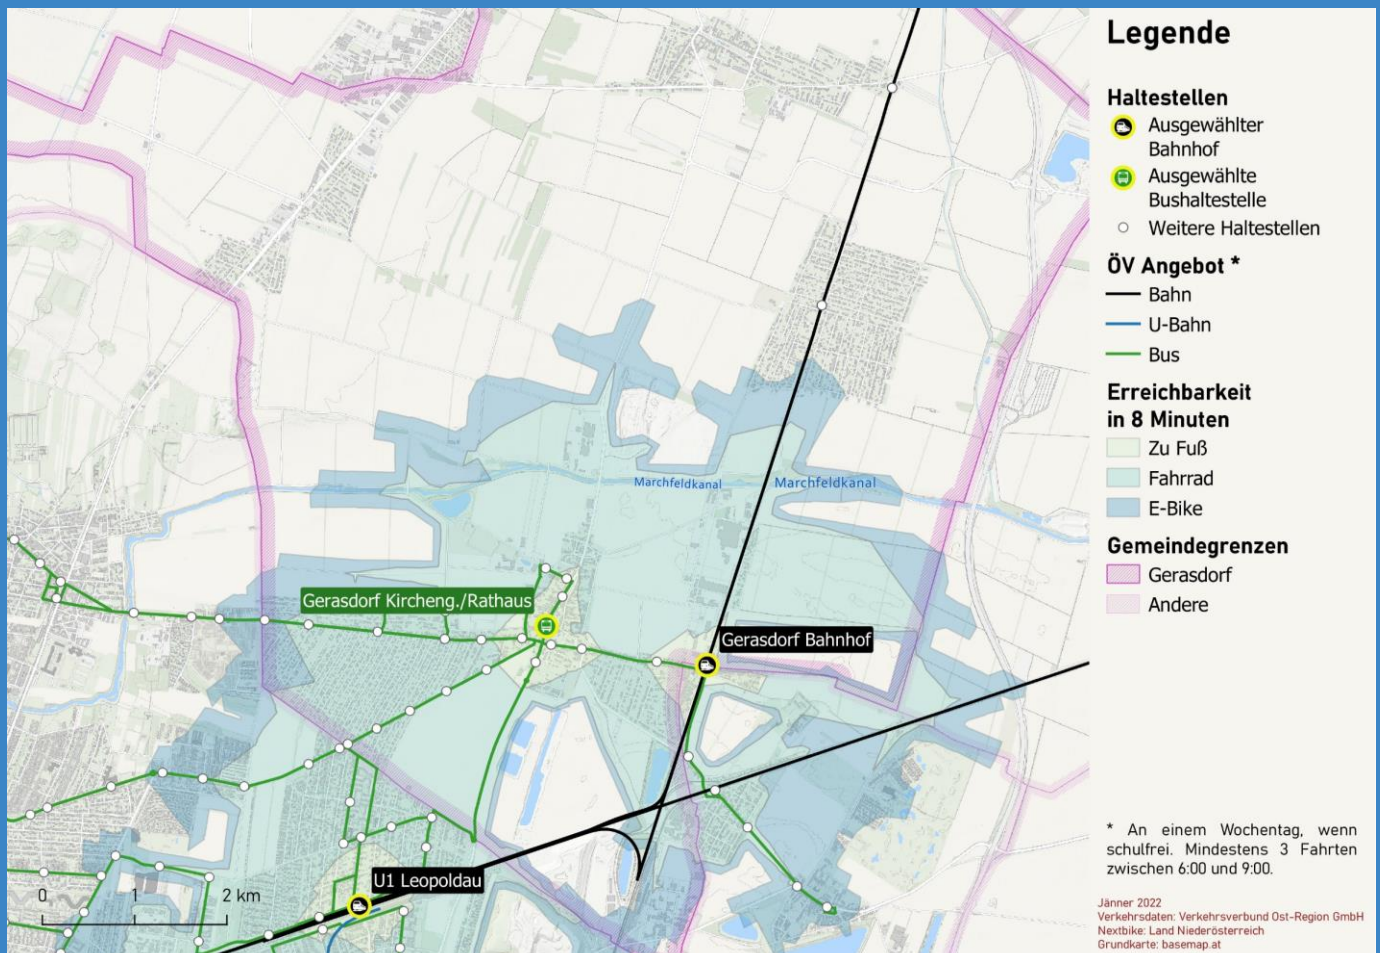 Marchfeldkanal
Marchfeldkanal
Gerasdorf Kircheng./Rathaus
Gerasdorf Bahnhof
U1 Leopoldau
0 1 2 km
Legende
Haltestellen
Ausgewählter
Bahnhof
Ausgewählte
Bushaltestelle
Weitere Haltestellen
ÖV Angebot *
Bahn
U-Bahn
Bus
Erreichbarkeit
in 8 Minuten
Zu Fuß
Fahrrad
E-Bike
Gemeindegrenzen
Gerasdorf
Andere
* An einem Wochentag, wenn
schulfrei. Mindestens 3 Fahrten
zwischen 6:00 und 9:00.
Jänner 2022
Verkehrsdaten: Verkehrsverbund Ost-Region GmbH
Nextbike: Land Niederösterreich
Grundkarte: basemap.at